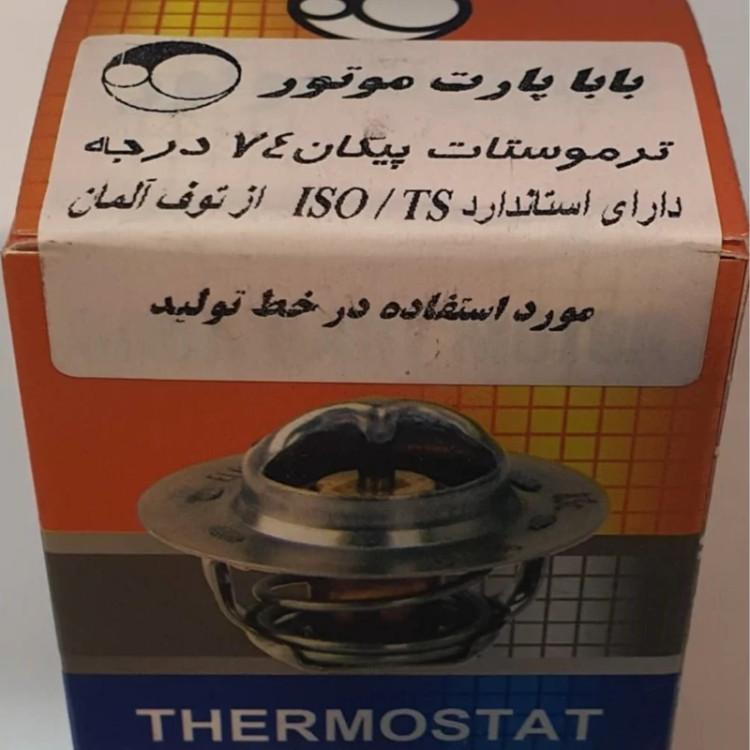 بابا پارت موتور
ترموستات پیکان ٧٤ درجه
دارای استاندارد ISO / TS از توف آلمان
مورد استفاده در خط تولید
THERMOSTAT